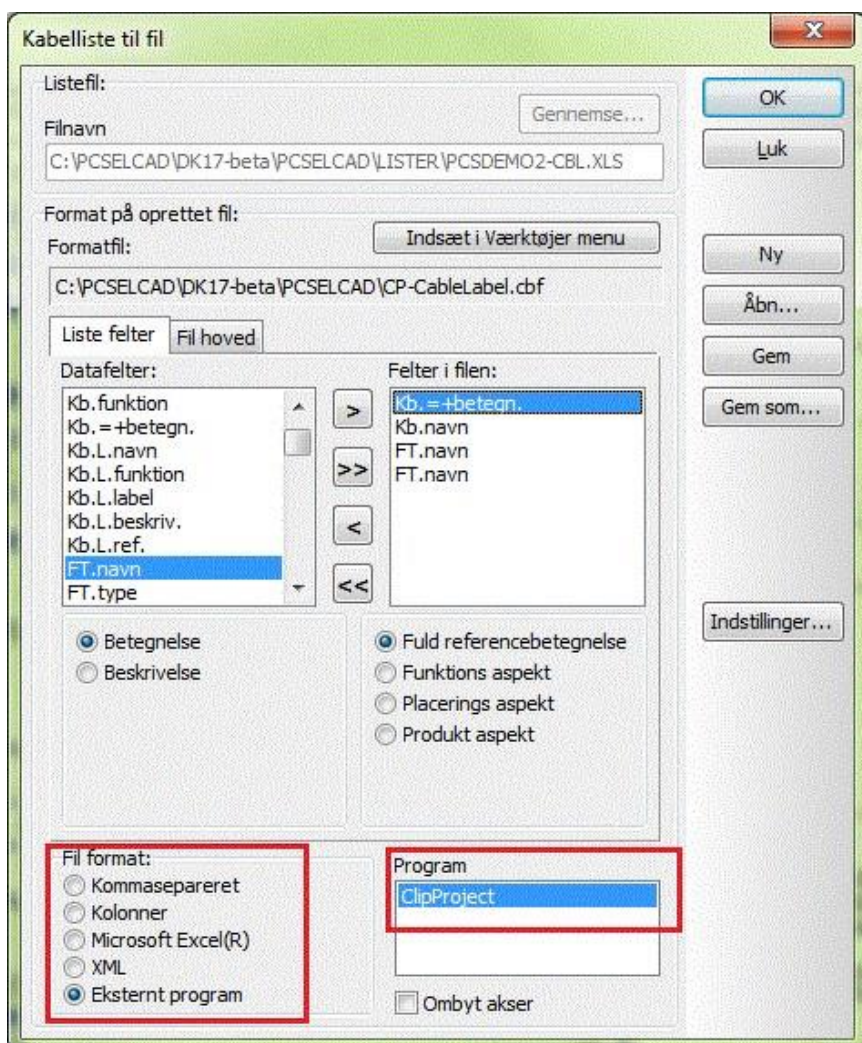 Kabelliste til fil
Listefil:
Gennemse...
Filnavn
C:\PCSELCAD\DK17-beta\PCSELCAD\LISTER\PCSDEMO2-CBL.XLS
Format på oprettet fil:
Formatfil:
Indsæt i Værktøjer menu
C:\PCSELCAD\DK17-beta\PCSELCAD\CP-CableLabel.cbf
Liste felter
Fil hoved
Datafelter:
Kb.funktion
Kb.=+betegn.
Kb.L.navn
Kb.L.funktion
Kb.L.label
Kb.L.beskriv.
Kb.L.ref.
FT.navn
FT.type
>
>>
<
<<
Felter i filen:
Kb.=+betegn.
Kb.navn
FT.navn
FT.navn
Betegnelse
Beskrivelse
Fuld referencebetegnelse
Funktions aspekt
Placerings aspekt
Produkt aspekt
Fil format:
Kommasepareret
Kolonner
Microsoft Excel(R)
XML
Eksternt program
Program
ClipProject
Ombyt akser
OK
Luk
Ny
Åbn...
Gem
Gem som...
Indstillinger...